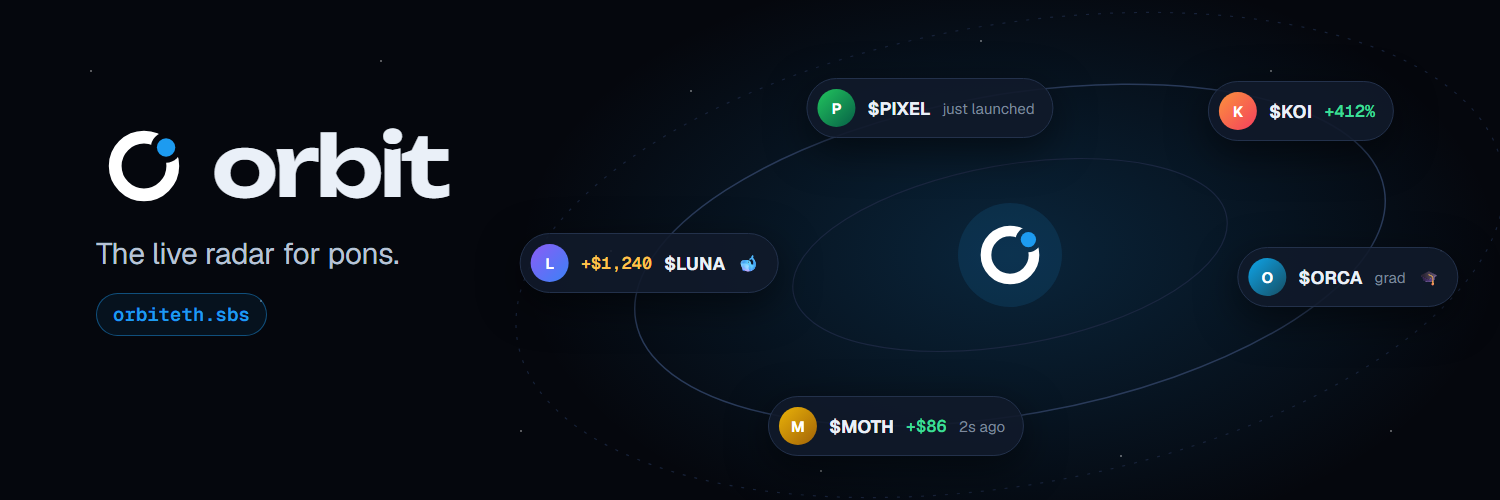 orbit
The live radar for pons.
orbiteth.sbs
P $PIXEL just launched
K $KOI +412%
L +$1,240 $LUNA
O $ORCA grad
M $MOTH +$86 2s ago